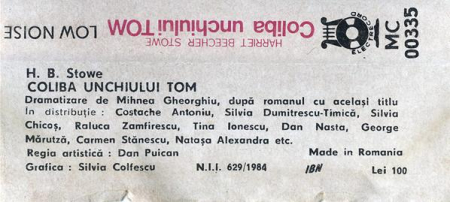 LOW NOISE
HARRIET BEECHER STOWE
Coliba unchiului TOM
ELECTRECORD
MC
00335
H. B. Stowe
COLIBA UNCHIULUI TOM
Dramatizare de Mihnea Gheorghiu, după romanul cu același titlu
In distribuție : Costache Antoniu, Silvia Dumitrescu-Timică, Silvia
Chicoș, Raluca Zamfirescu, Tina Ionescu, Dan Nasta, George
Mărutză, Carmen Stănescu, Natașa Alexandra etc.
Regia artistică : Dan Puican Made in Romania
Grafica : Silvia Colfescu N.I.I. 629/1984 IBN Lei 100